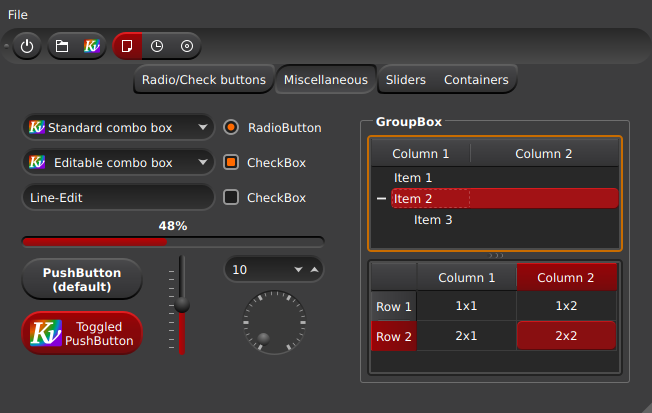 File
Radio/Check buttons Miscellaneous Sliders Containers
Standard combo box RadioButton
Editable combo box CheckBox
Line-Edit CheckBox
48%
PushButton
(default)
10
Toggled
PushButton
GroupBox
Column 1 Column 2
Item 1
Item 2
Item 3
Column 1 Column 2
Row 1 1x1 1x2
Row 2 2x1 2x2